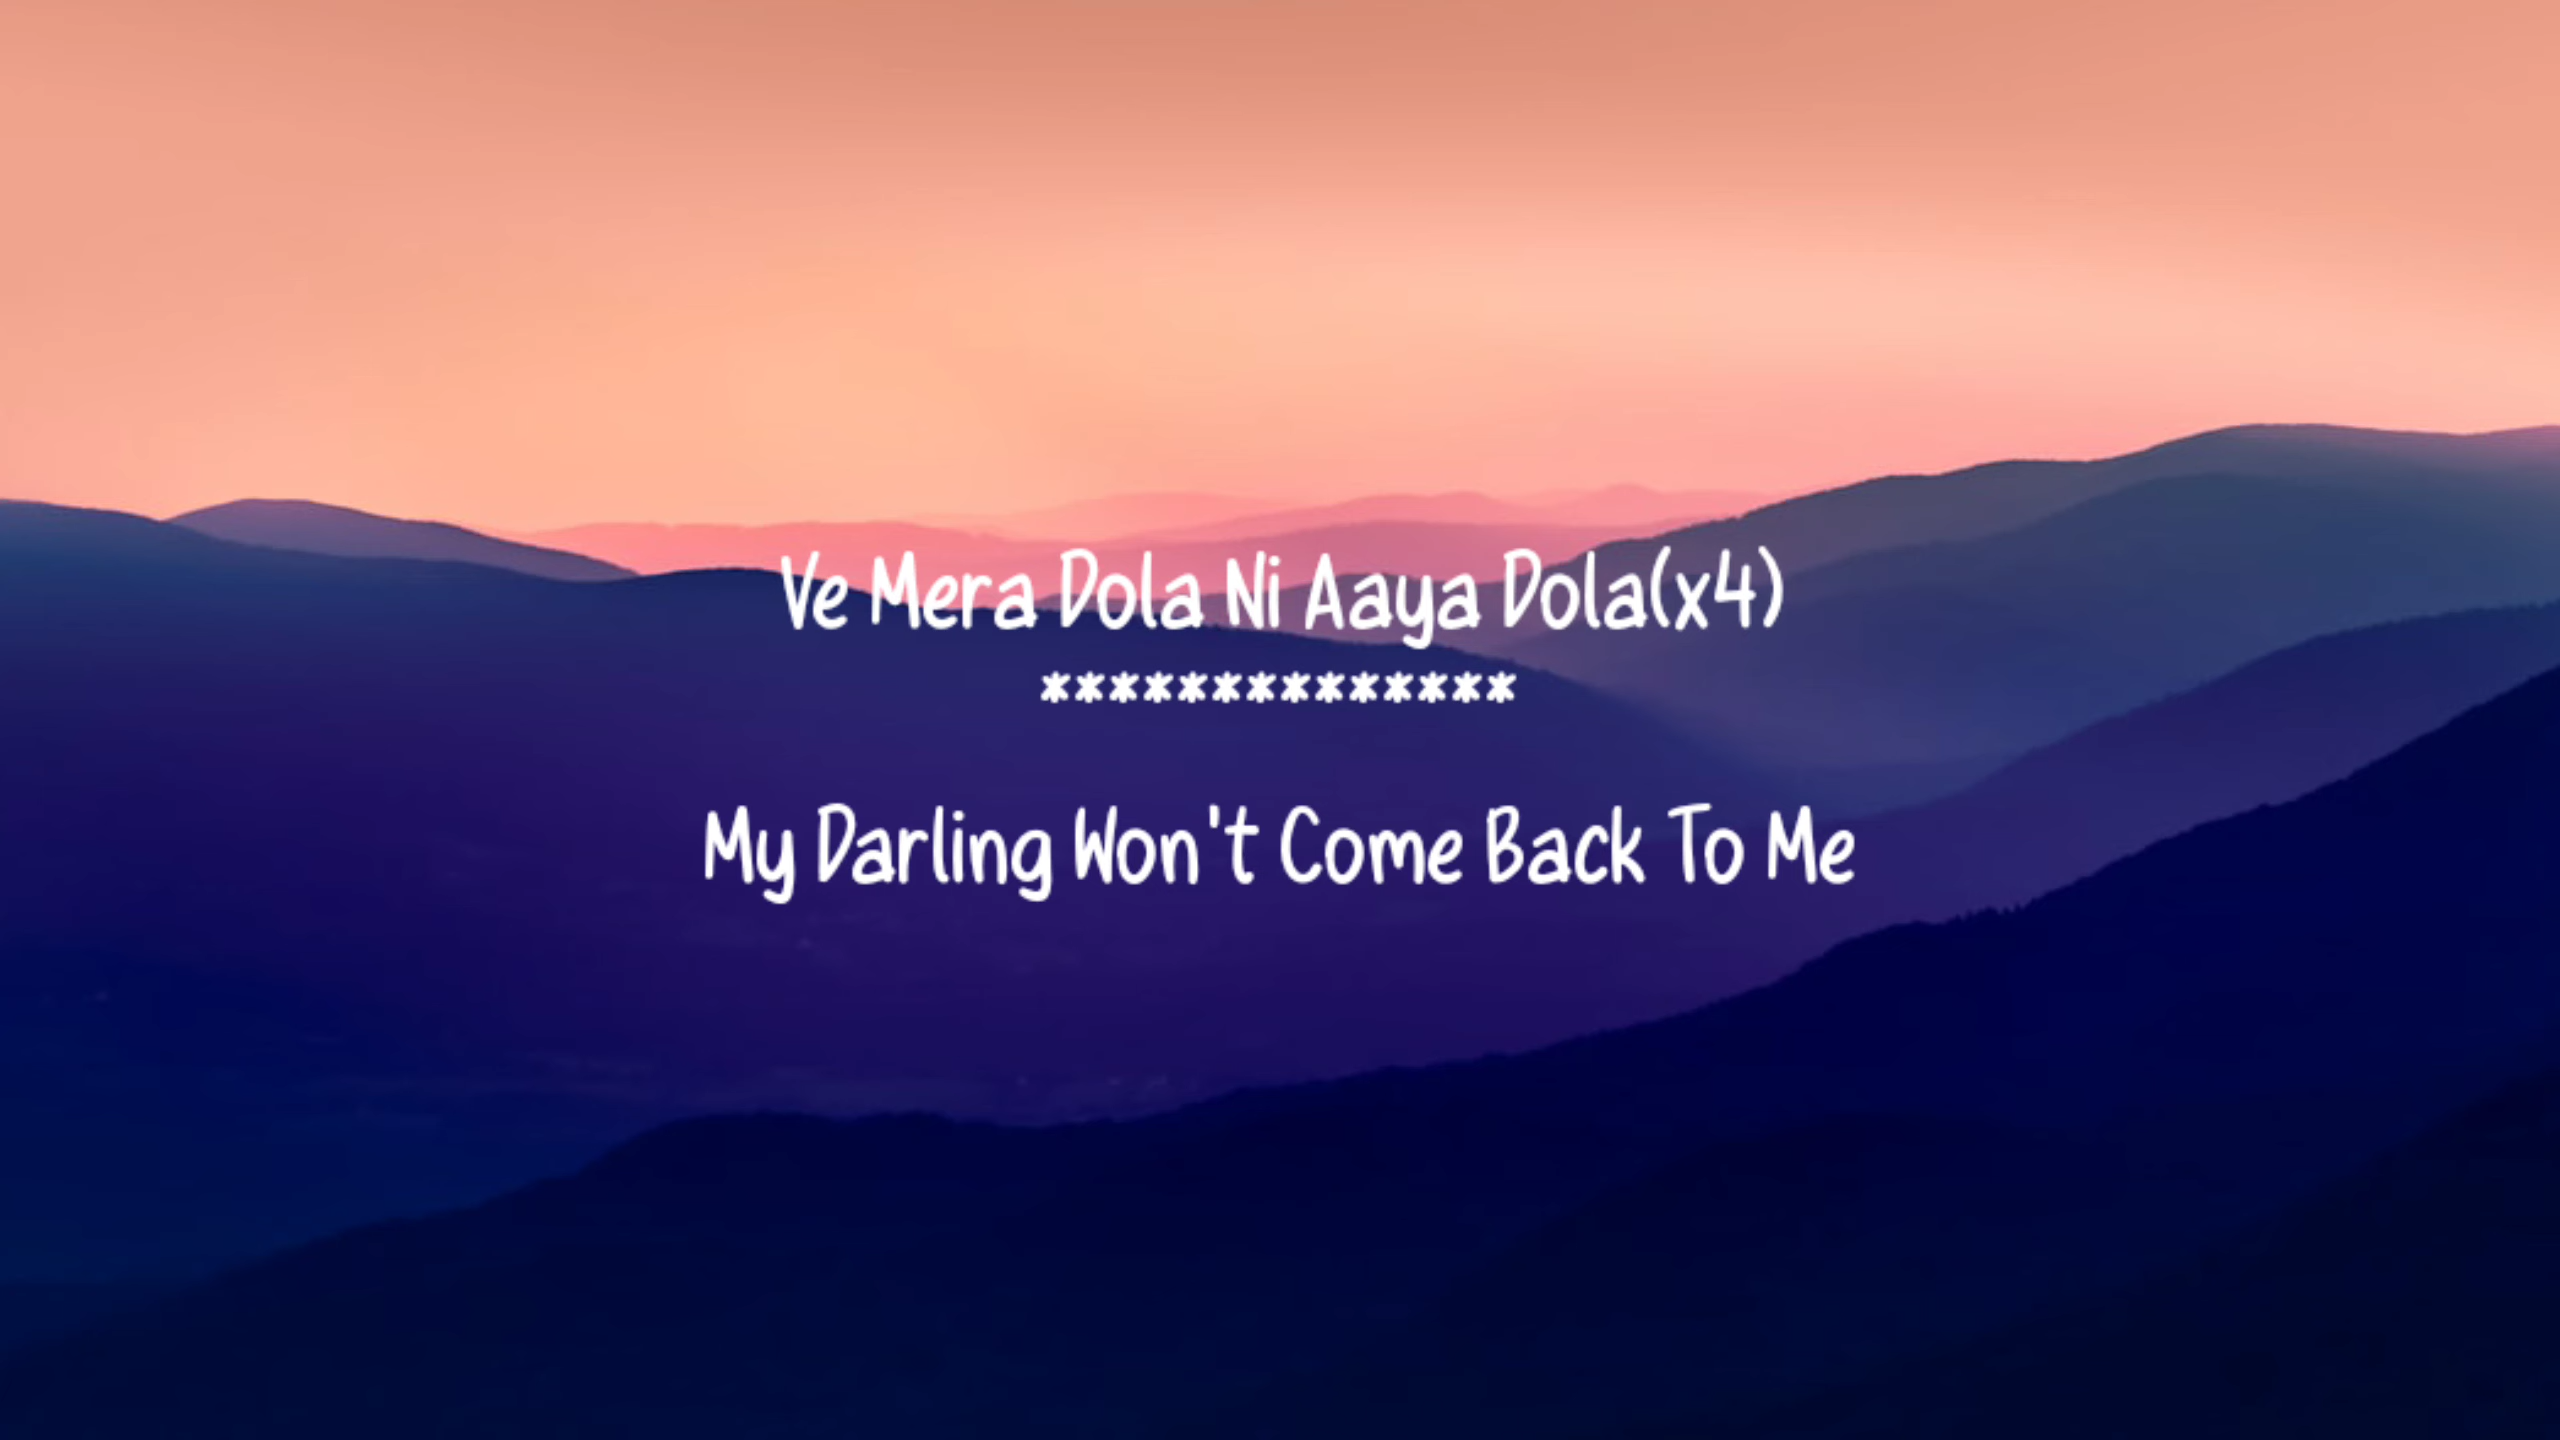 Ve Mera Dola Ni Aaya Dola(x4)
**************
My Darling Won't Come Back To Me